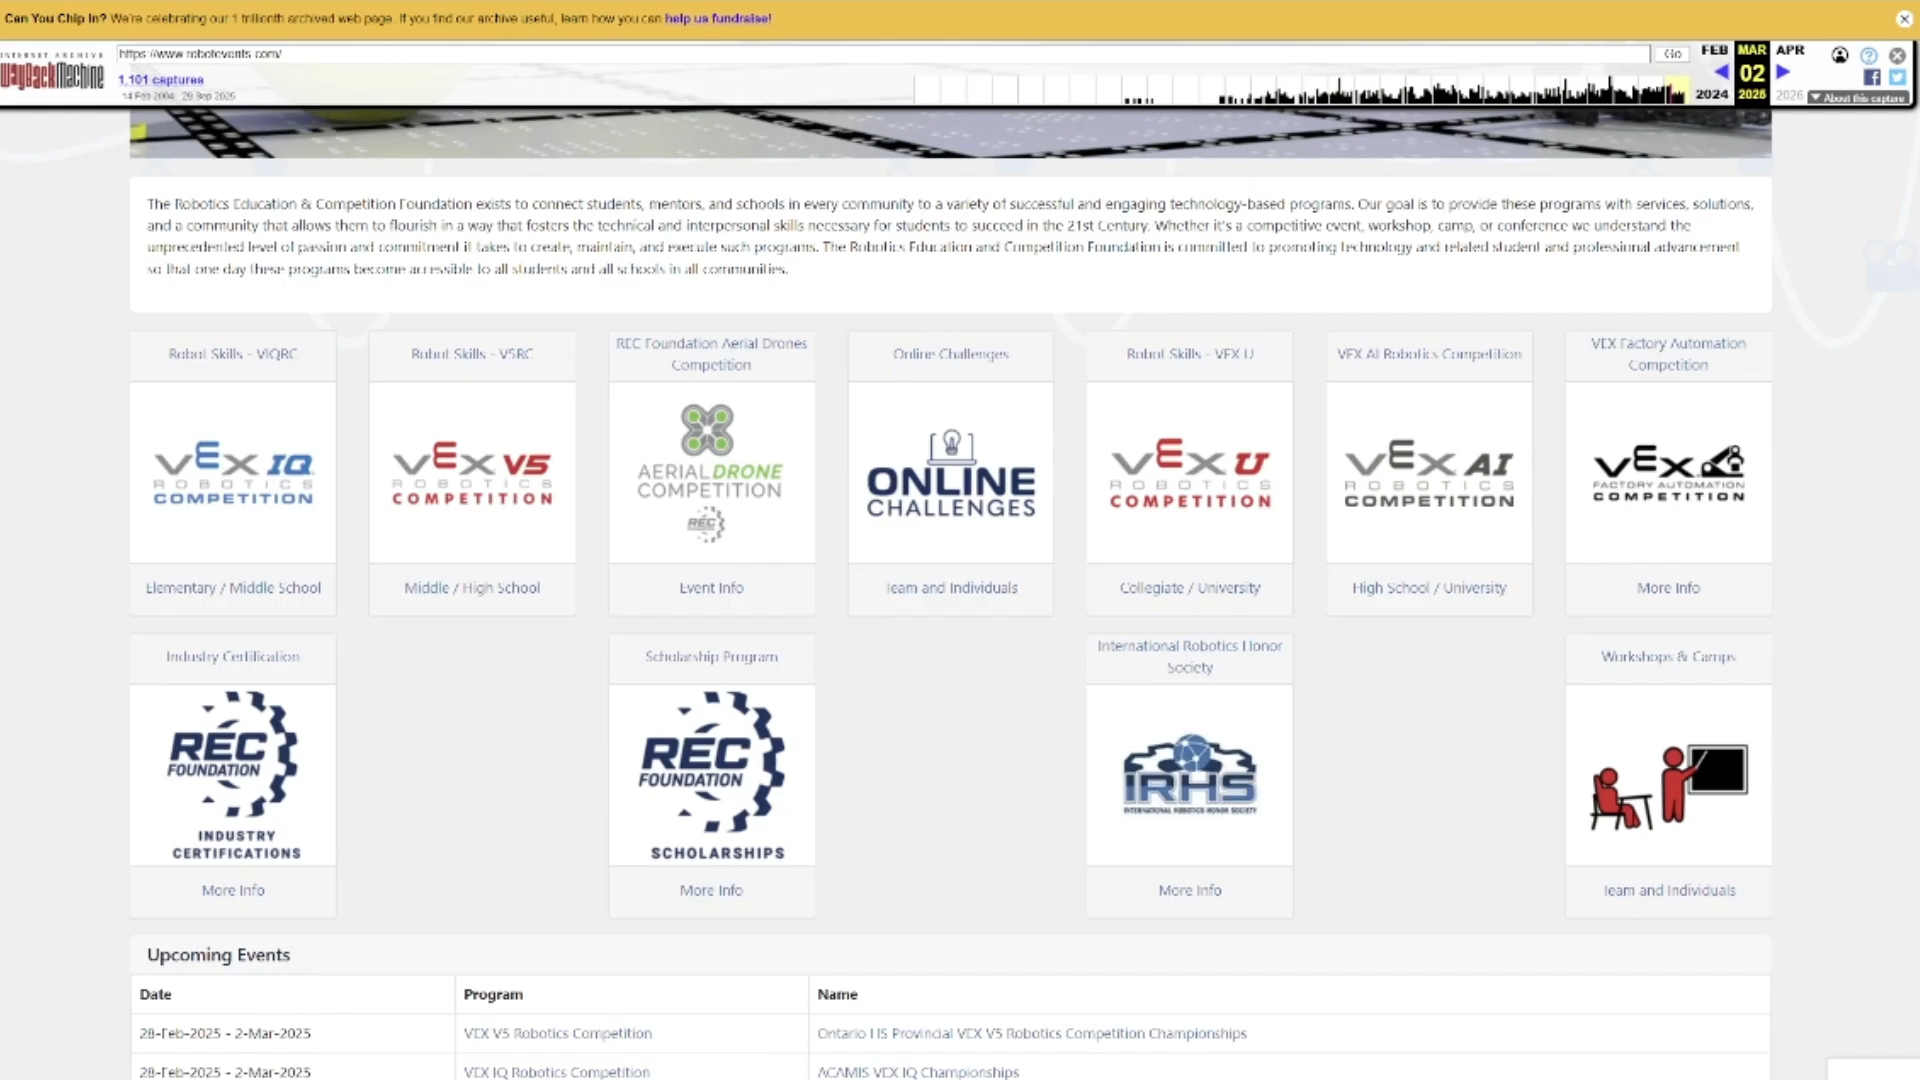 Can You Chip In? We're celebrating our 1 trillionth archived web page. If you find our archive useful, learn how you can help us fundraise!
INTERNET ARCHIVE
WayBackMachine
https://www.robotevents.com/
Go
FEB MAR APR
1,101 captures
02
14 Feb 2004 - 29 Sep 2025
2024 2025 2026
About this capture
The Robotics Education & Competition Foundation exists to connect students, mentors, and schools in every community to a variety of successful and engaging technology-based programs. Our goal is to provide these programs with services, solutions,
and a community that allows them to flourish in a way that fosters the technical and interpersonal skills necessary for students to succeed in the 21st Century. Whether it's a competitive event, workshop, camp, or conference we understand the
unprecedented level of passion and commitment it takes to create, maintain, and execute such programs. The Robotics Education and Competition Foundation is committed to promoting technology and related student and professional advancement
so that one day these programs become accessible to all students and all schools in all communities.
Robot Skills - VIQRC
VEX IQ
ROBOTICS
COMPETITION
Elementary / Middle School
Robot Skills - V5RC
VEX V5
ROBOTICS
COMPETITION
Middle / High School
REC Foundation Aerial Drones
Competition
AERIAL DRONE
COMPETITION
REC
Event Info
Online Challenges
ONLINE
CHALLENGES
Team and Individuals
Robot Skills - VEX U
VEX U
ROBOTICS
COMPETITION
Collegiate / University
VEX AI Robotics Competition
VEX AI
ROBOTICS
COMPETITION
High School / University
VEX Factory Automation
Competition
VEX
FACTORY AUTOMATION
COMPETITION
More Info
Industry Certification
REC
FOUNDATION
INDUSTRY
CERTIFICATIONS
More Info
Scholarship Program
REC
FOUNDATION
SCHOLARSHIPS
More Info
International Robotics Honor
Society
IRHS
INTERNATIONAL ROBOTICS HONOR SOCIETY
More Info
Workshops & Camps
Team and Individuals
Upcoming Events
Date Program Name
28-Feb-2025 - 2-Mar-2025 VEX V5 Robotics Competition Ontario HS Provincial VEX V5 Robotics Competition Championships
28-Feb-2025 - 2-Mar-2025 VEX IQ Robotics Competition ACAMIS VEX IQ Championships